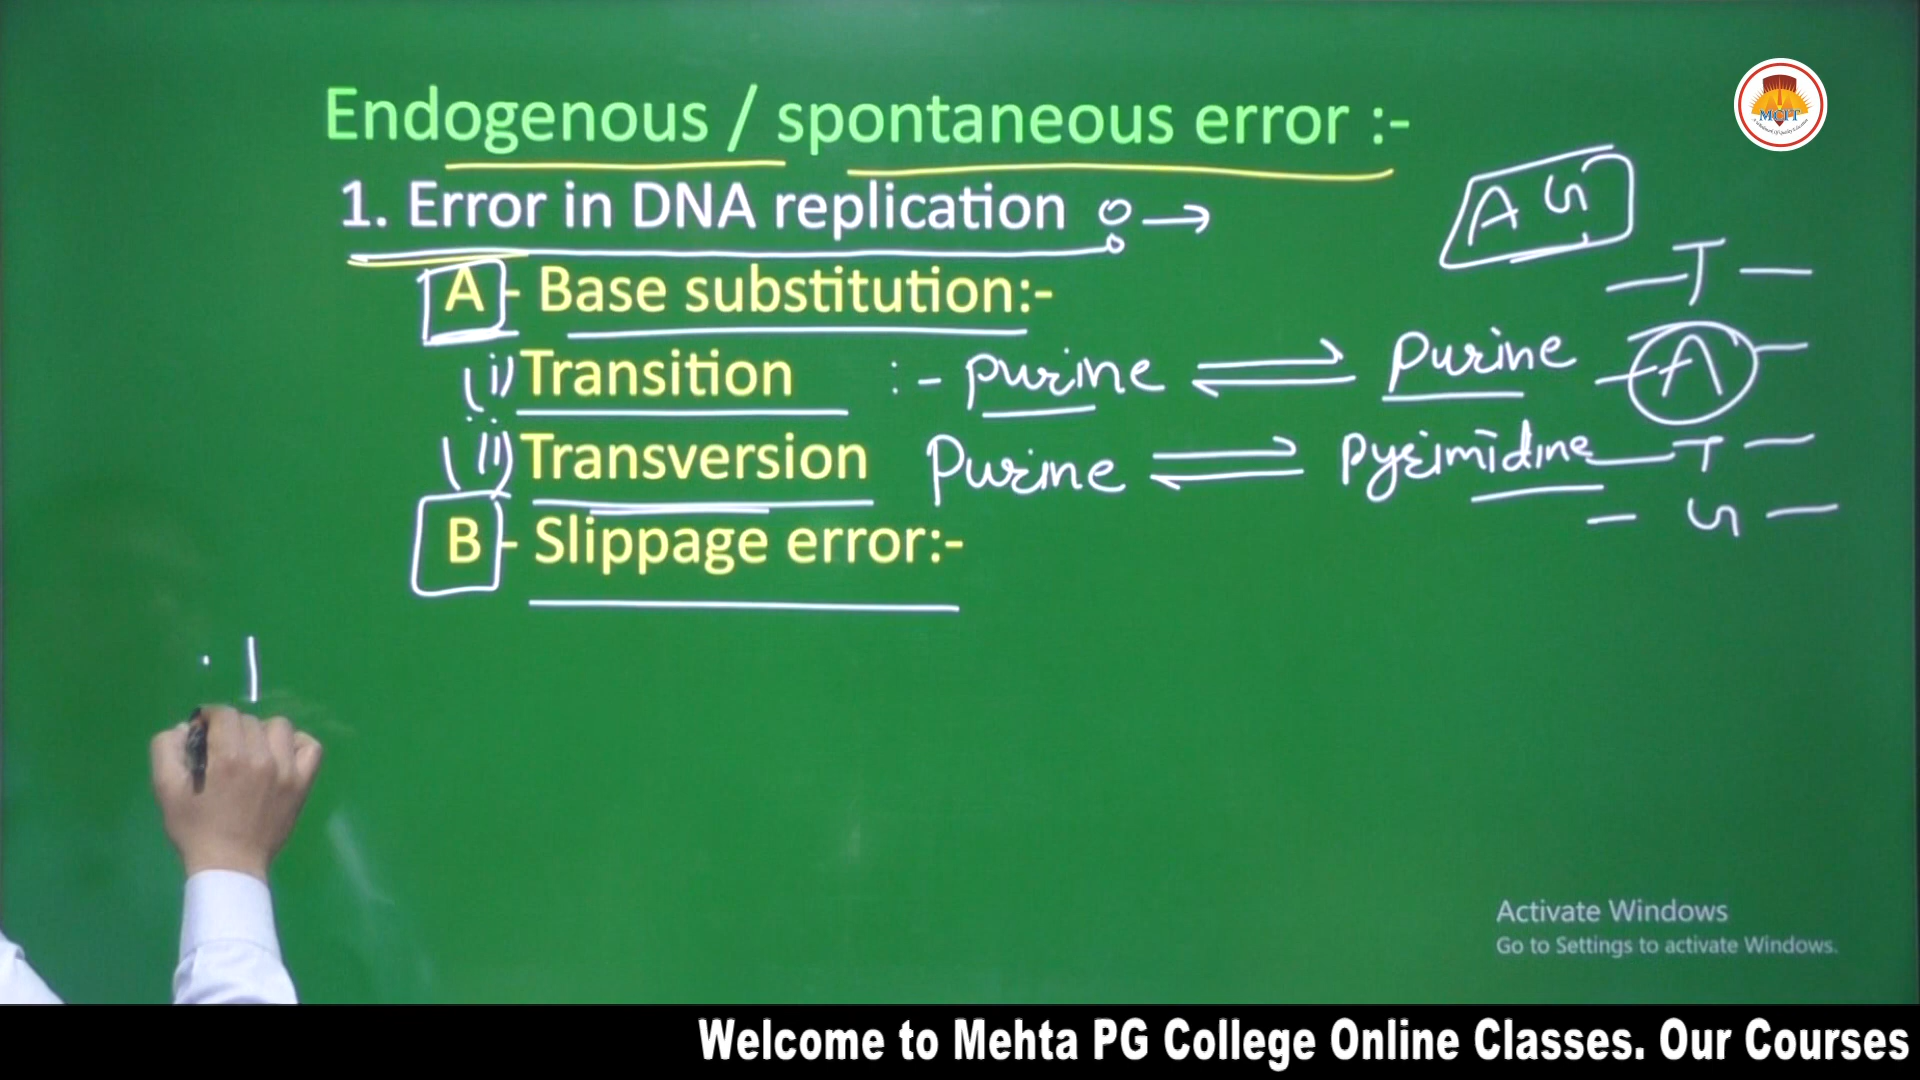 Endogenous / spontaneous error :-
1. Error in DNA replication
A G
A - Base substitution:-
T
(i) Transition :- purine ⇌ Purine
A
(ii) Transversion Purine ⇌ Pyrimidine
T
B - Slippage error:-
G
MGIT
Activate Windows
Go to Settings to activate Windows.
Welcome to Mehta PG College Online Classes. Our Courses